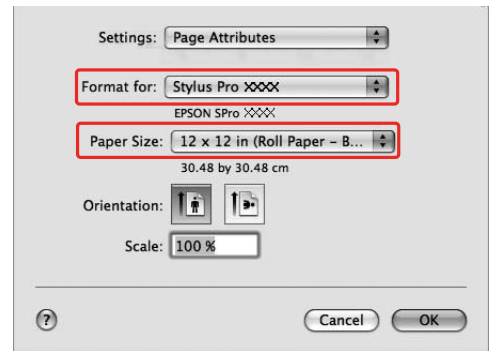 Settings: Page Attributes
Format for: Stylus Pro XXXX
EPSON SPro XXXX
Paper Size: 12 x 12 in (Roll Paper – B...
30.48 by 30.48 cm
Orientation:
Scale: 100 %
? Cancel OK